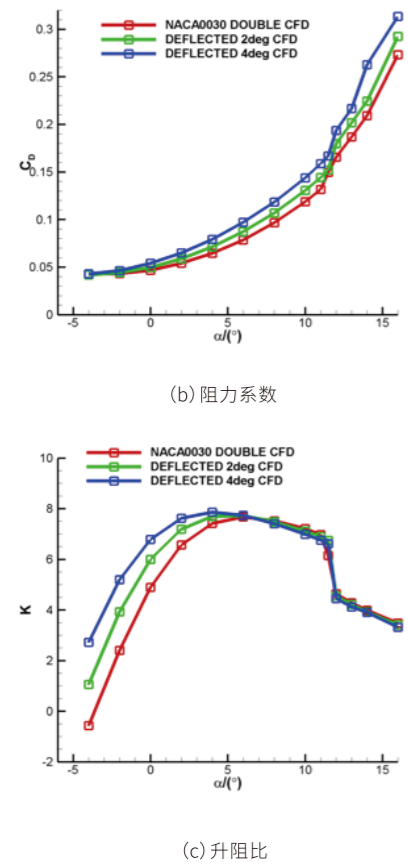 NACA0030 DOUBLE CFD
DEFLECTED 2deg CFD
DEFLECTED 4deg CFD
0.3
0.25
0.2
0.15
0.1
0.05
0
C_D
-5 0 5 10 15
α/(°)
(b)阻力系数
NACA0030 DOUBLE CFD
DEFLECTED 2deg CFD
DEFLECTED 4deg CFD
10
8
6
4
2
0
-2
K
-5 0 5 10 15
α/(°)
(c)升阻比